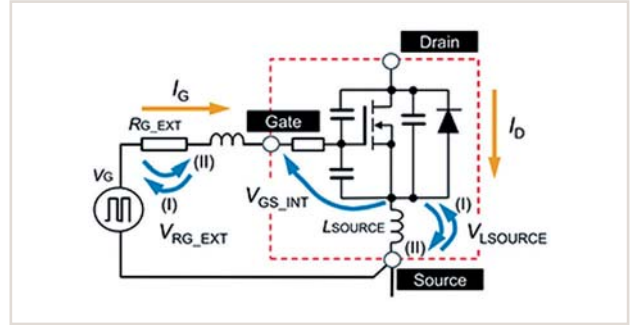 Drain
IG
Gate
RG_EXT
ID
(II)
VG
(I)
VGS_INT
LSOURCE
(I)
VRG_EXT
VLSOURCE
(II)
Source